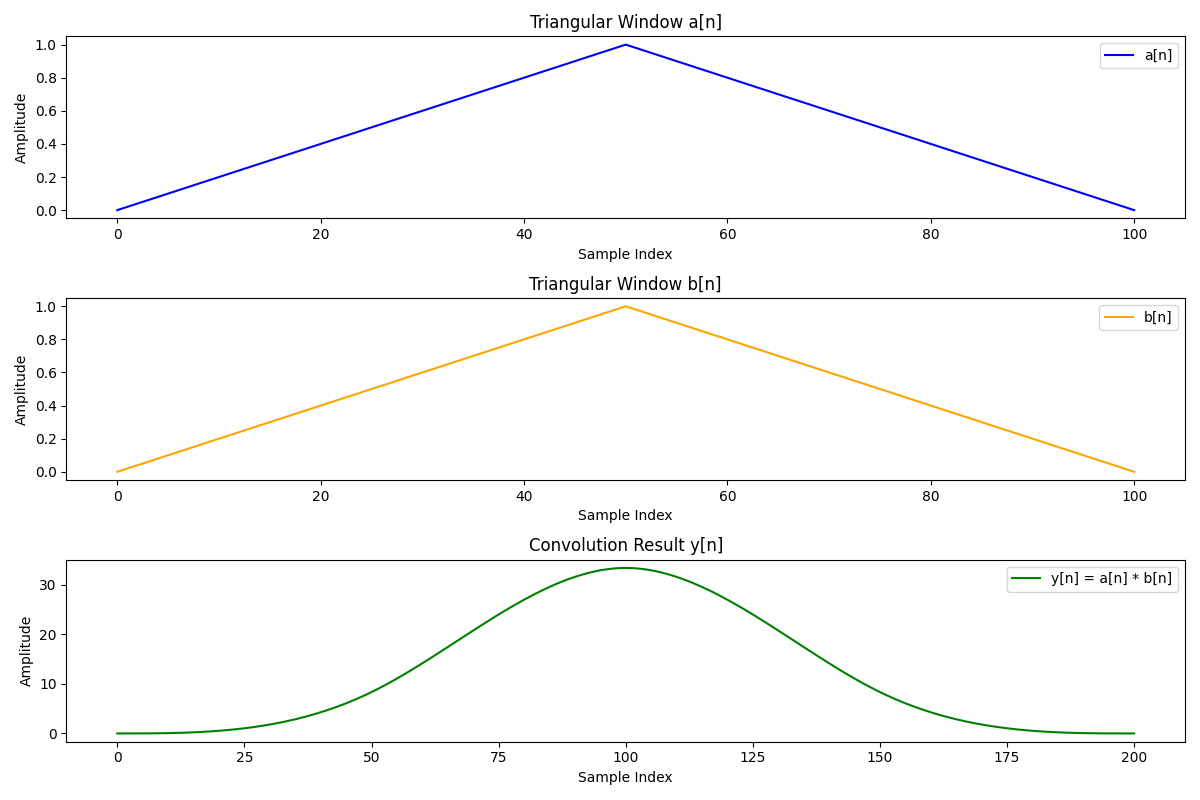 Triangular Window a[n]
Amplitude
1.0
0.8
0.6
0.4
0.2
0.0
a[n]
0 20 40 60 80 100
Sample Index
Triangular Window b[n]
Amplitude
1.0
0.8
0.6
0.4
0.2
0.0
b[n]
0 20 40 60 80 100
Sample Index
Convolution Result y[n]
Amplitude
30
20
10
0
y[n] = a[n] * b[n]
0 25 50 75 100 125 150 175 200
Sample Index